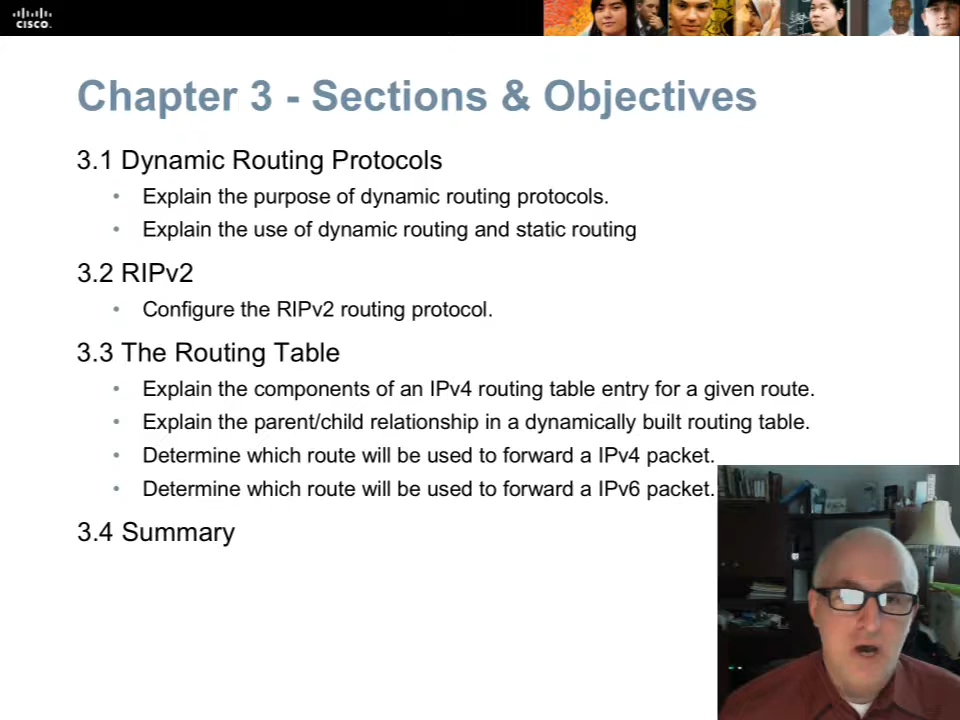 CISCO.
Chapter 3 - Sections & Objectives
3.1 Dynamic Routing Protocols
• Explain the purpose of dynamic routing protocols.
• Explain the use of dynamic routing and static routing
3.2 RIPv2
• Configure the RIPv2 routing protocol.
3.3 The Routing Table
• Explain the components of an IPv4 routing table entry for a given route.
• Explain the parent/child relationship in a dynamically built routing table.
• Determine which route will be used to forward a IPv4 packet.
• Determine which route will be used to forward a IPv6 packet.
3.4 Summary